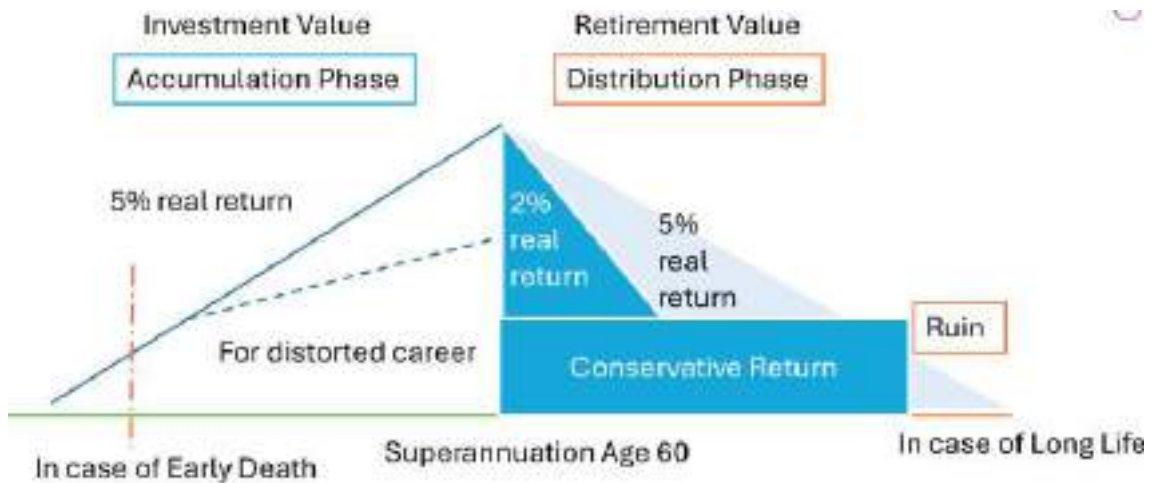 Investment Value
Retirement Value
Accumulation Phase
Distribution Phase
5% real return
2%
real
return
5%
real
return
For distorted career
Conservative Return
Ruin
In case of Early Death
Superannuation Age 60
In case of Long Life